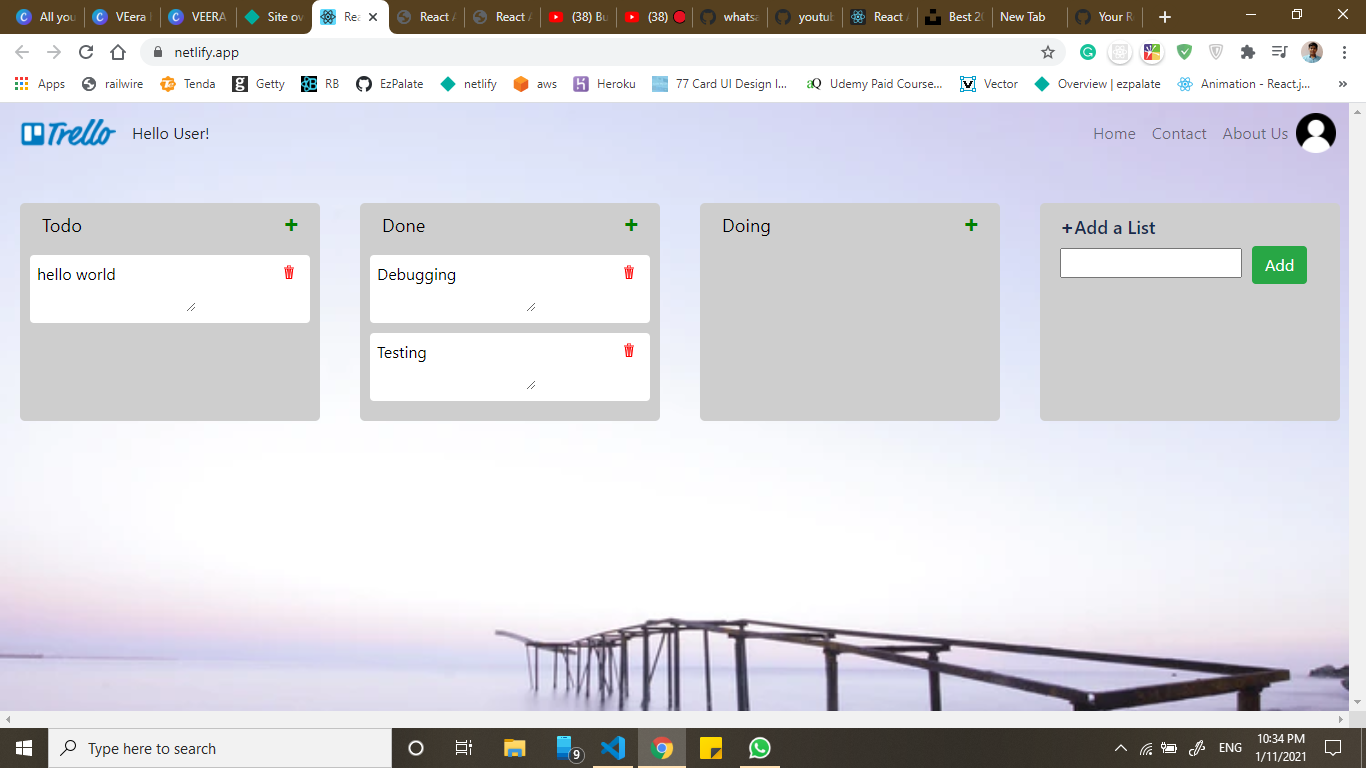 All you
VEera
VEERA
Site ov
Rea
React A
React A
(38) Bu
(38)
whatsa
youtub
React A
Best 20
New Tab
Your R
netlify.app
Apps
railwire
Tenda
Getty
RB
EzPalate
netlify
aws
Heroku
77 Card UI Design I...
Udemy Paid Course...
Vector
Overview | ezpalate
Animation - React.j...
»
Trello
Hello User!
Home
Contact
About Us
Todo
+
Done
+
Doing
+
+Add a List
hello world
Debugging
Add
Testing
Type here to search
9
ENG
10:34 PM
1/11/2021